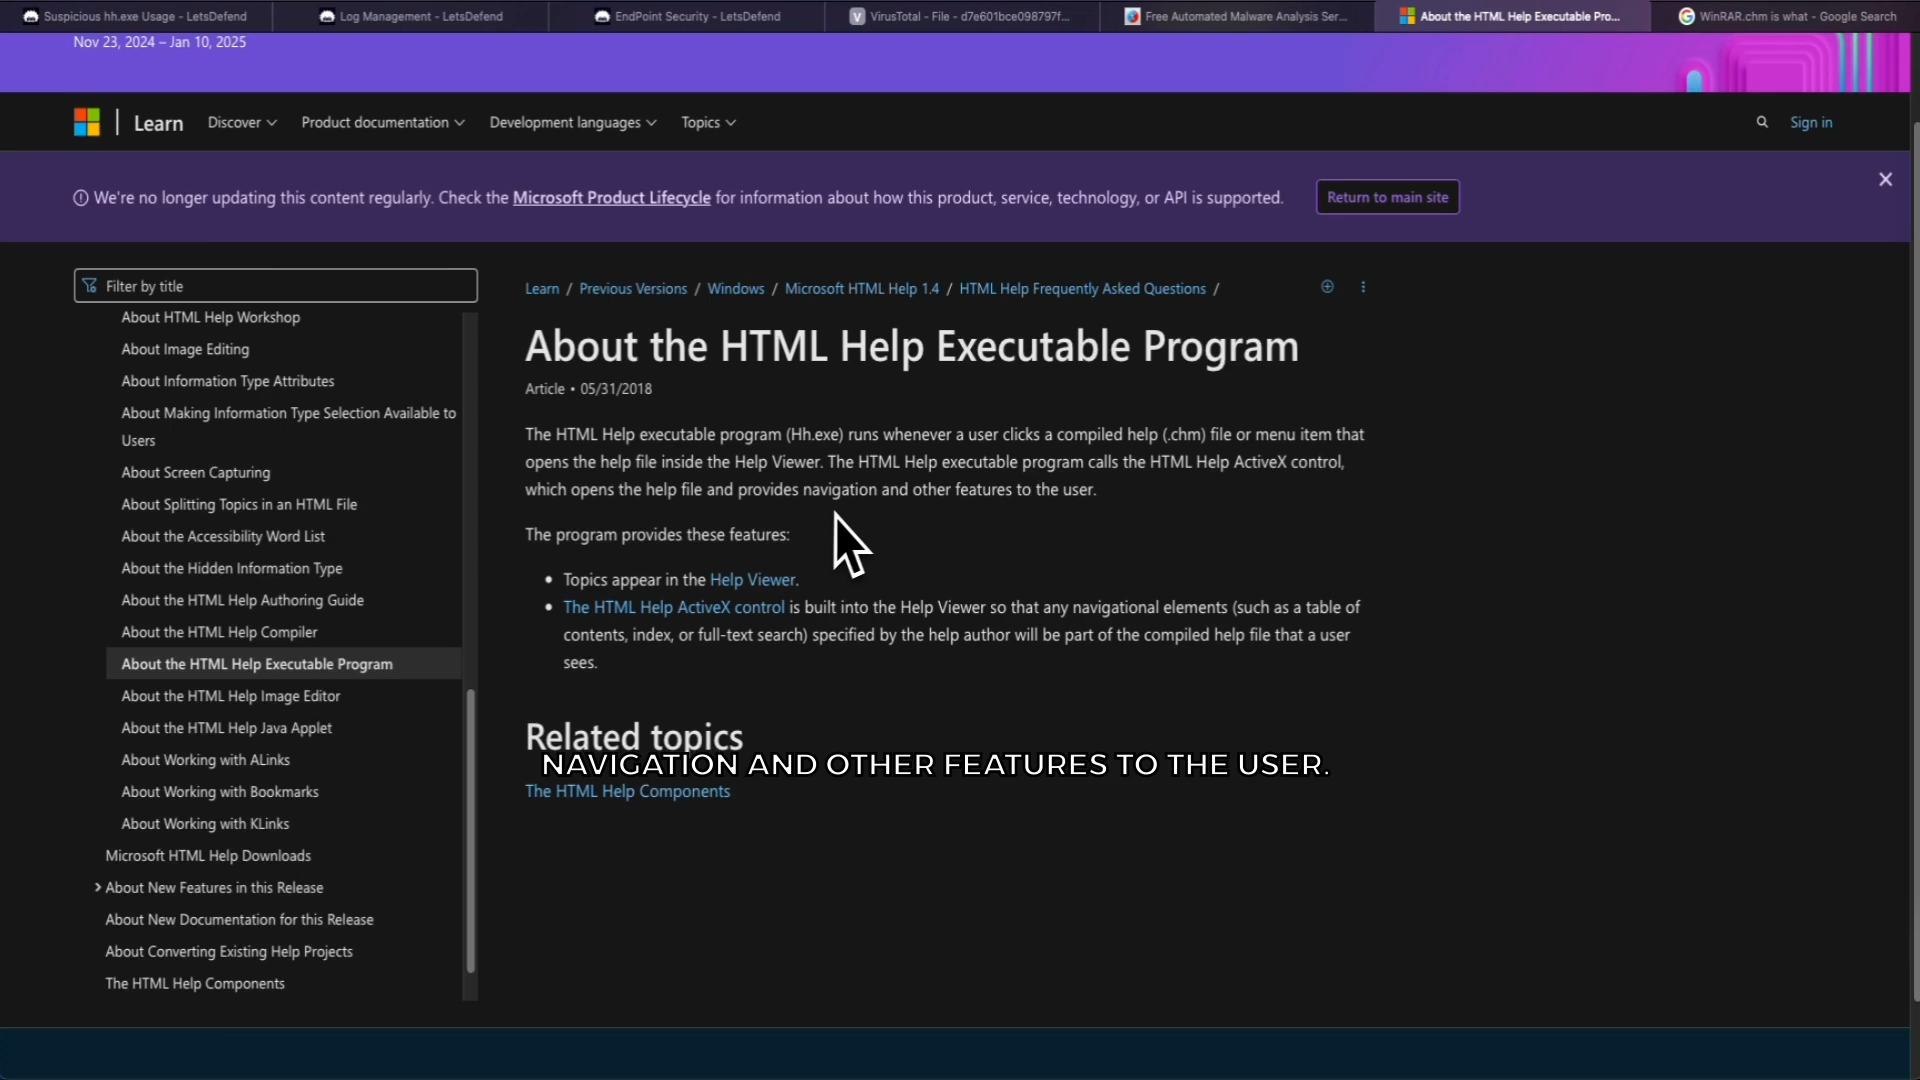 Suspicious hh.exe Usage - LetsDefend
Log Management - LetsDefend
EndPoint Security - LetsDefend
VirusTotal - File - d7e601bce098797f...
Free Automated Malware Analysis Ser...
About the HTML Help Executable Pro...
WinRAR.chm is what - Google Search
Nov 23, 2024 – Jan 10, 2025
Learn
Discover
Product documentation
Development languages
Topics
Sign in
We're no longer updating this content regularly. Check the Microsoft Product Lifecycle for information about how this product, service, technology, or API is supported.
Return to main site
Filter by title
About HTML Help Workshop
About Image Editing
About Information Type Attributes
About Making Information Type Selection Available to
Users
About Screen Capturing
About Splitting Topics in an HTML File
About the Accessibility Word List
About the Hidden Information Type
About the HTML Help Authoring Guide
About the HTML Help Compiler
About the HTML Help Executable Program
About the HTML Help Image Editor
About the HTML Help Java Applet
About Working with ALinks
About Working with Bookmarks
About Working with KLinks
Microsoft HTML Help Downloads
About New Features in this Release
About New Documentation for this Release
About Converting Existing Help Projects
The HTML Help Components
Learn / Previous Versions / Windows / Microsoft HTML Help 1.4 / HTML Help Frequently Asked Questions /
About the HTML Help Executable Program
Article • 05/31/2018
The HTML Help executable program (Hh.exe) runs whenever a user clicks a compiled help (.chm) file or menu item that
opens the help file inside the Help Viewer. The HTML Help executable program calls the HTML Help ActiveX control,
which opens the help file and provides navigation and other features to the user.
The program provides these features:
• Topics appear in the Help Viewer.
• The HTML Help ActiveX control is built into the Help Viewer so that any navigational elements (such as a table of
contents, index, or full-text search) specified by the help author will be part of the compiled help file that a user
sees.
Related topics
NAVIGATION AND OTHER FEATURES TO THE USER.
The HTML Help Components